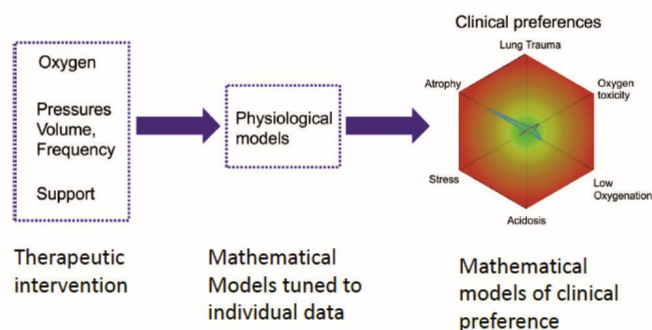 Clinical preferences
Lung Trauma
Oxygen
toxicity
Low
Oxygenation
Acidosis
Stress
Atrophy
Oxygen
Pressures
Volume,
Frequency
Support
Physiological
models
Therapeutic
intervention
Mathematical
Models tuned to
individual data
Mathematical
models of clinical
preference